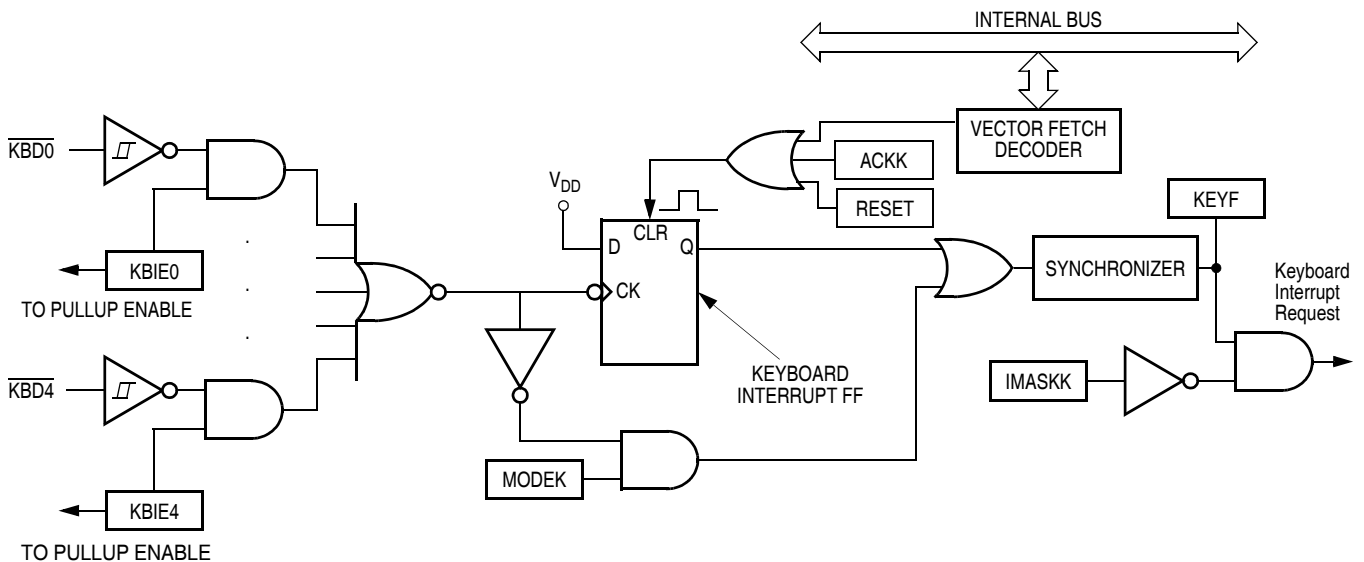 INTERNAL BUS
VECTOR FETCH
DECODER
ACKK
RESET
KBD0
KBIE0
TO PULLUP ENABLE
KBD4
KBIE4
TO PULLUP ENABLE
VDD
CLR
D
Q
CK
KEYBOARD
INTERRUPT FF
MODEK
SYNCHRONIZER
KEYF
IMASKK
Keyboard
Interrupt
Request